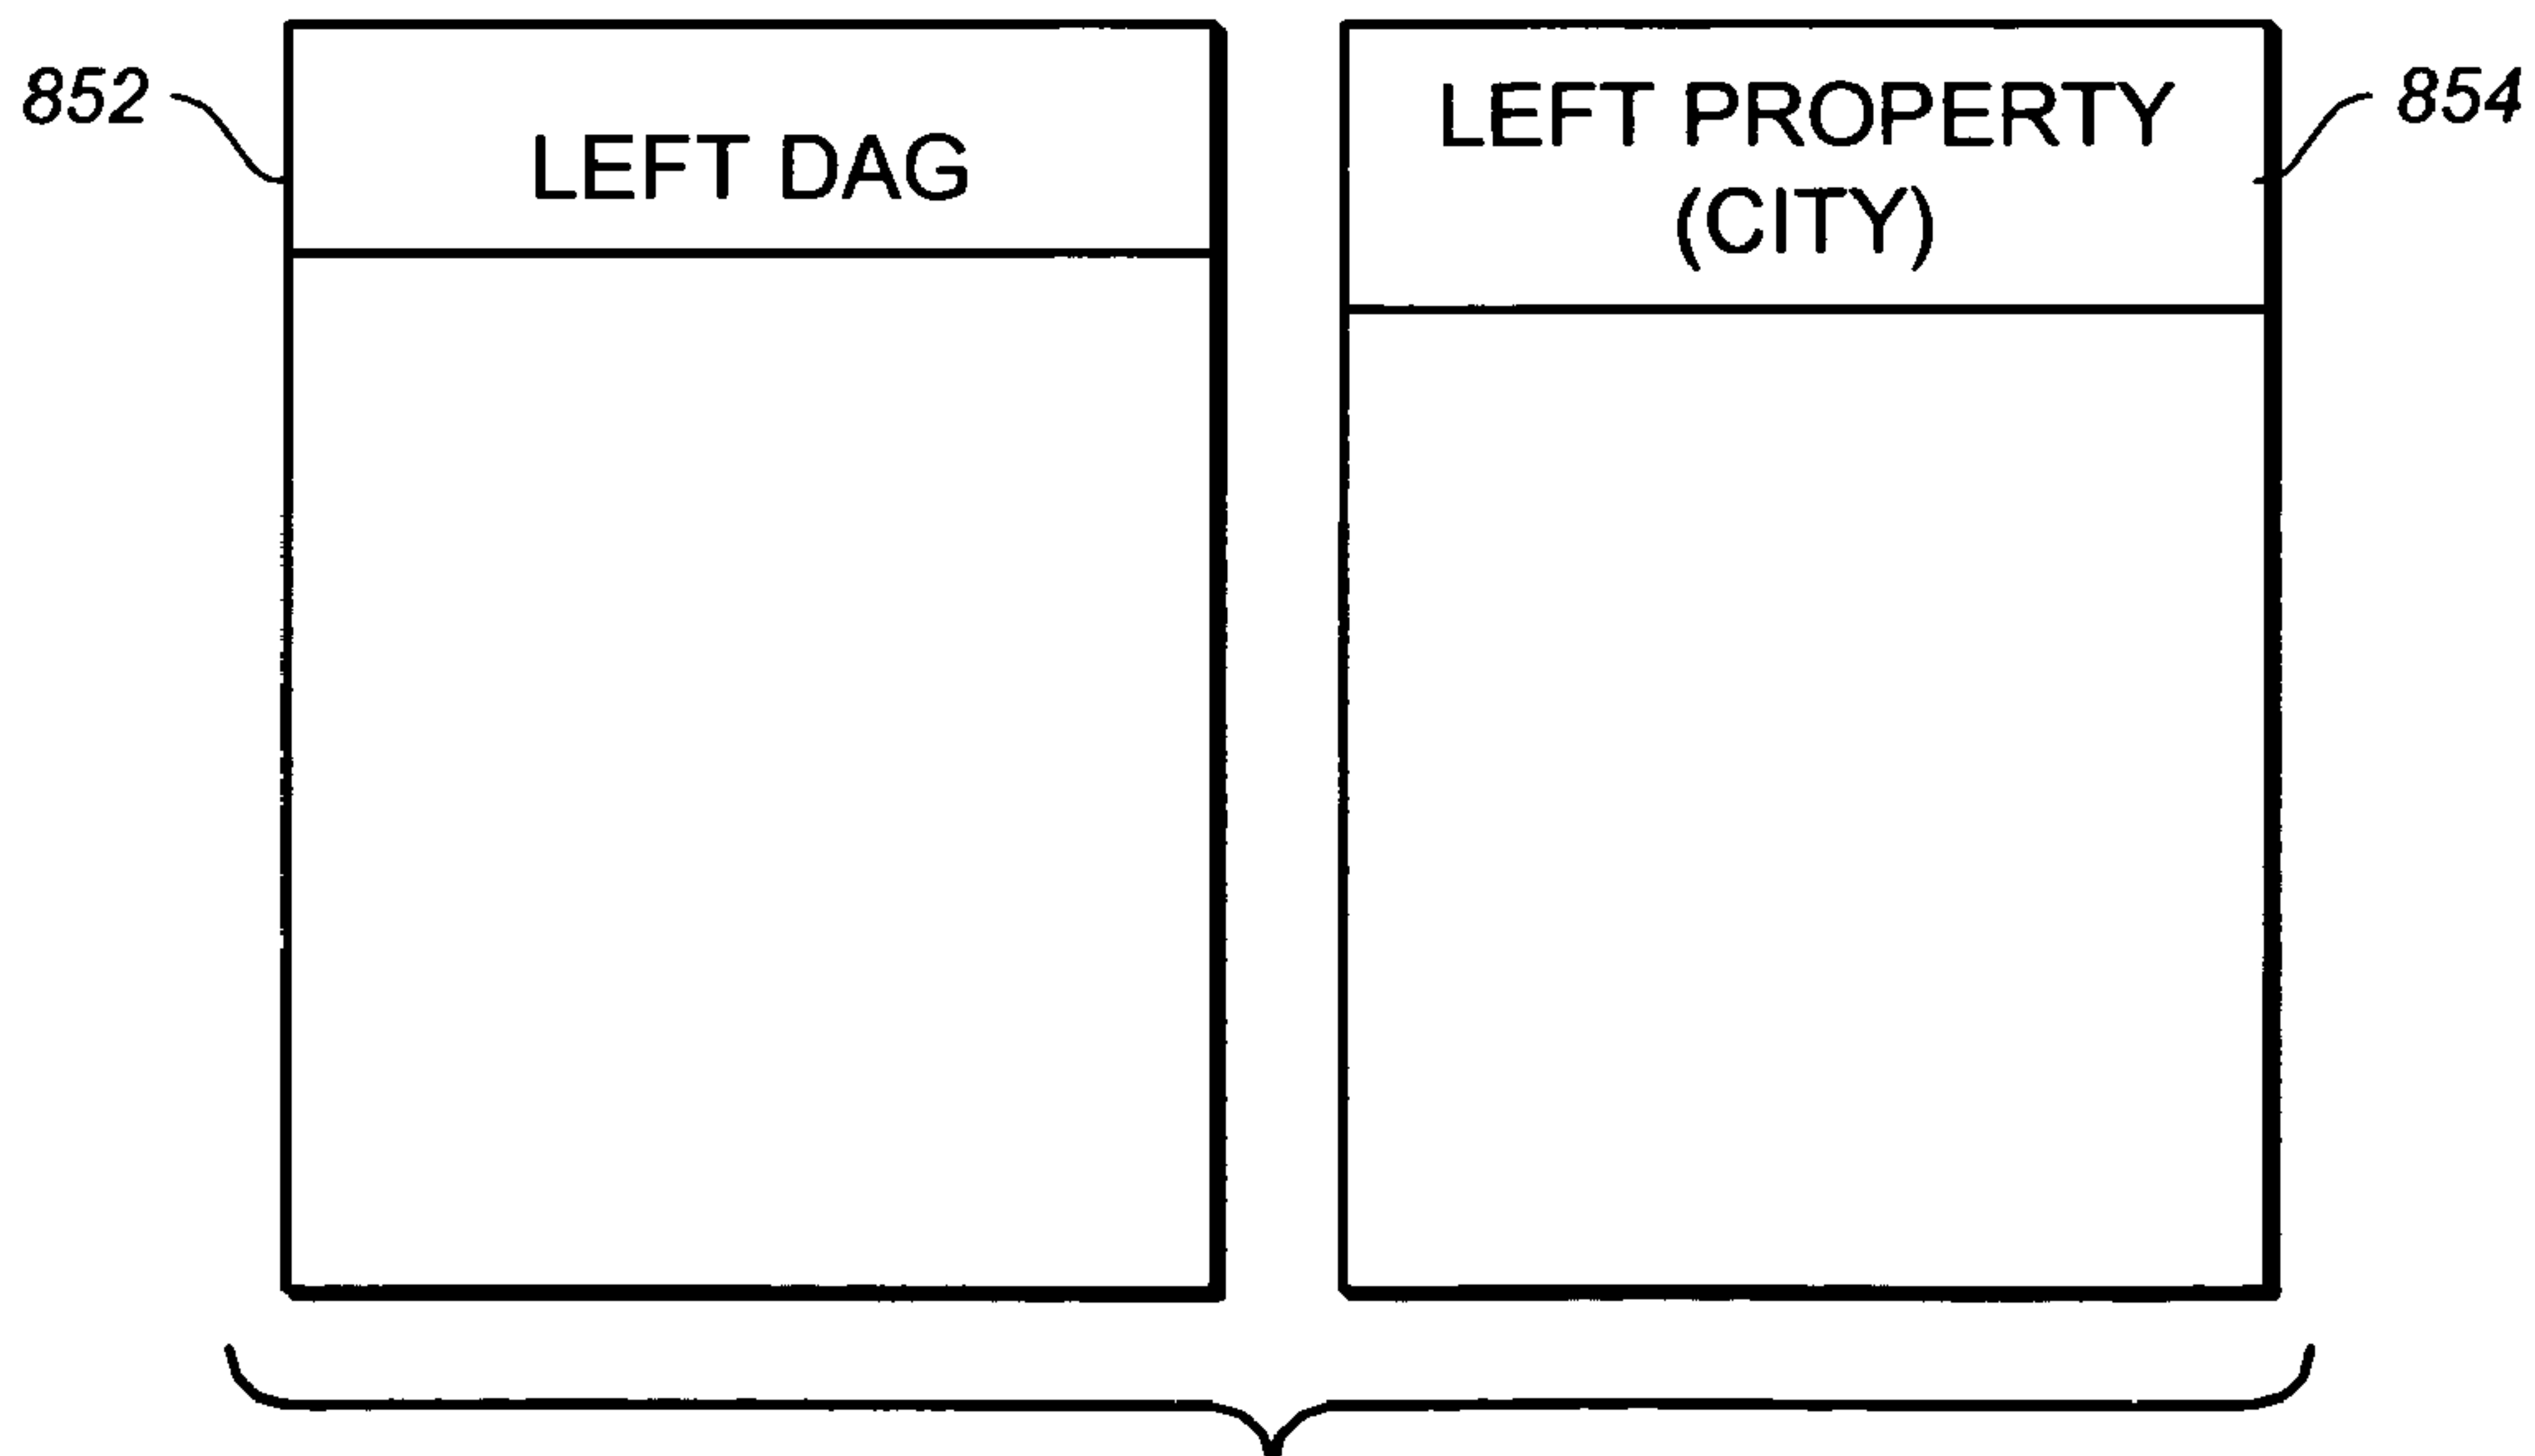 852
LEFT DAG
LEFT PROPERTY
(CITY)
854